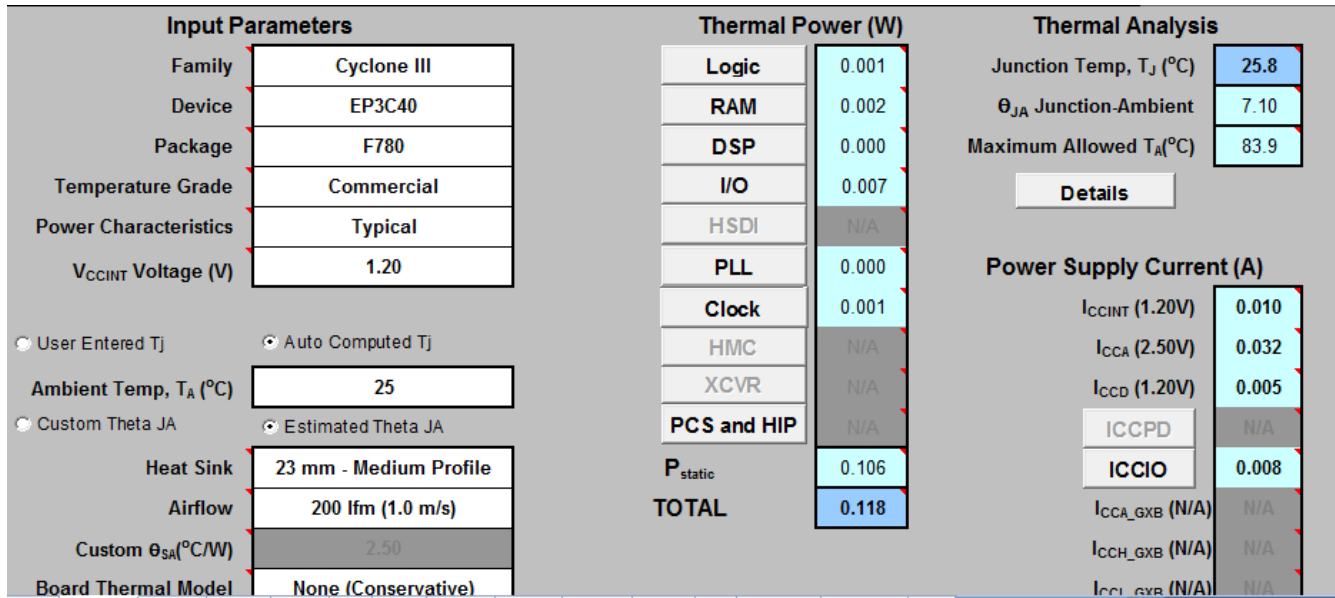 Input Parameters
Family Cyclone III
Device EP3C40
Package F780
Temperature Grade Commercial
Power Characteristics Typical
VCCINT Voltage (V) 1.20
User Entered Tj Auto Computed Tj
Ambient Temp, TA (°C) 25
Custom Theta JA Estimated Theta JA
Heat Sink 23 mm - Medium Profile
Airflow 200 lfm (1.0 m/s)
Custom θSA(°C/W) 2.50
Board Thermal Model None (Conservative)
Thermal Power (W)
Logic 0.001
RAM 0.002
DSP 0.000
I/O 0.007
HSDI N/A
PLL 0.000
Clock 0.001
HMC N/A
XCVR N/A
PCS and HIP N/A
Pstatic 0.106
TOTAL 0.118
Thermal Analysis
Junction Temp, TJ (°C) 25.8
θJA Junction-Ambient 7.10
Maximum Allowed TA(°C) 83.9
Details
Power Supply Current (A)
ICCINT (1.20V) 0.010
ICCA (2.50V) 0.032
ICCD (1.20V) 0.005
ICCPD N/A
ICCIO 0.008
ICCA_GXB (N/A) N/A
ICCH_GXB (N/A) N/A
ICCL_GXB (N/A) N/A